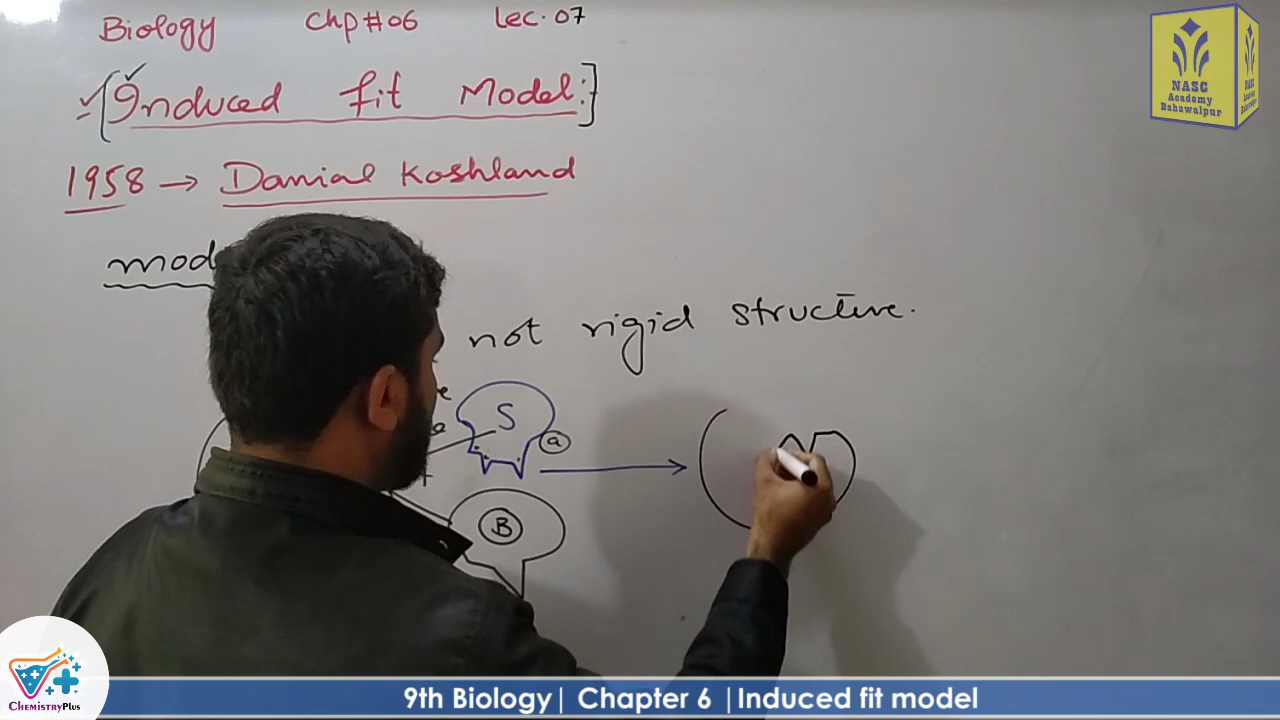 Biology Chp#06 Lec.07
Induced fit Model:-
1958 → Danial Koshland
not rigid structure.
S
a
B
NASC
Academy
Bahawalpur
CHEMISTRYPLUS
9th Biology| Chapter 6 |Induced fit model